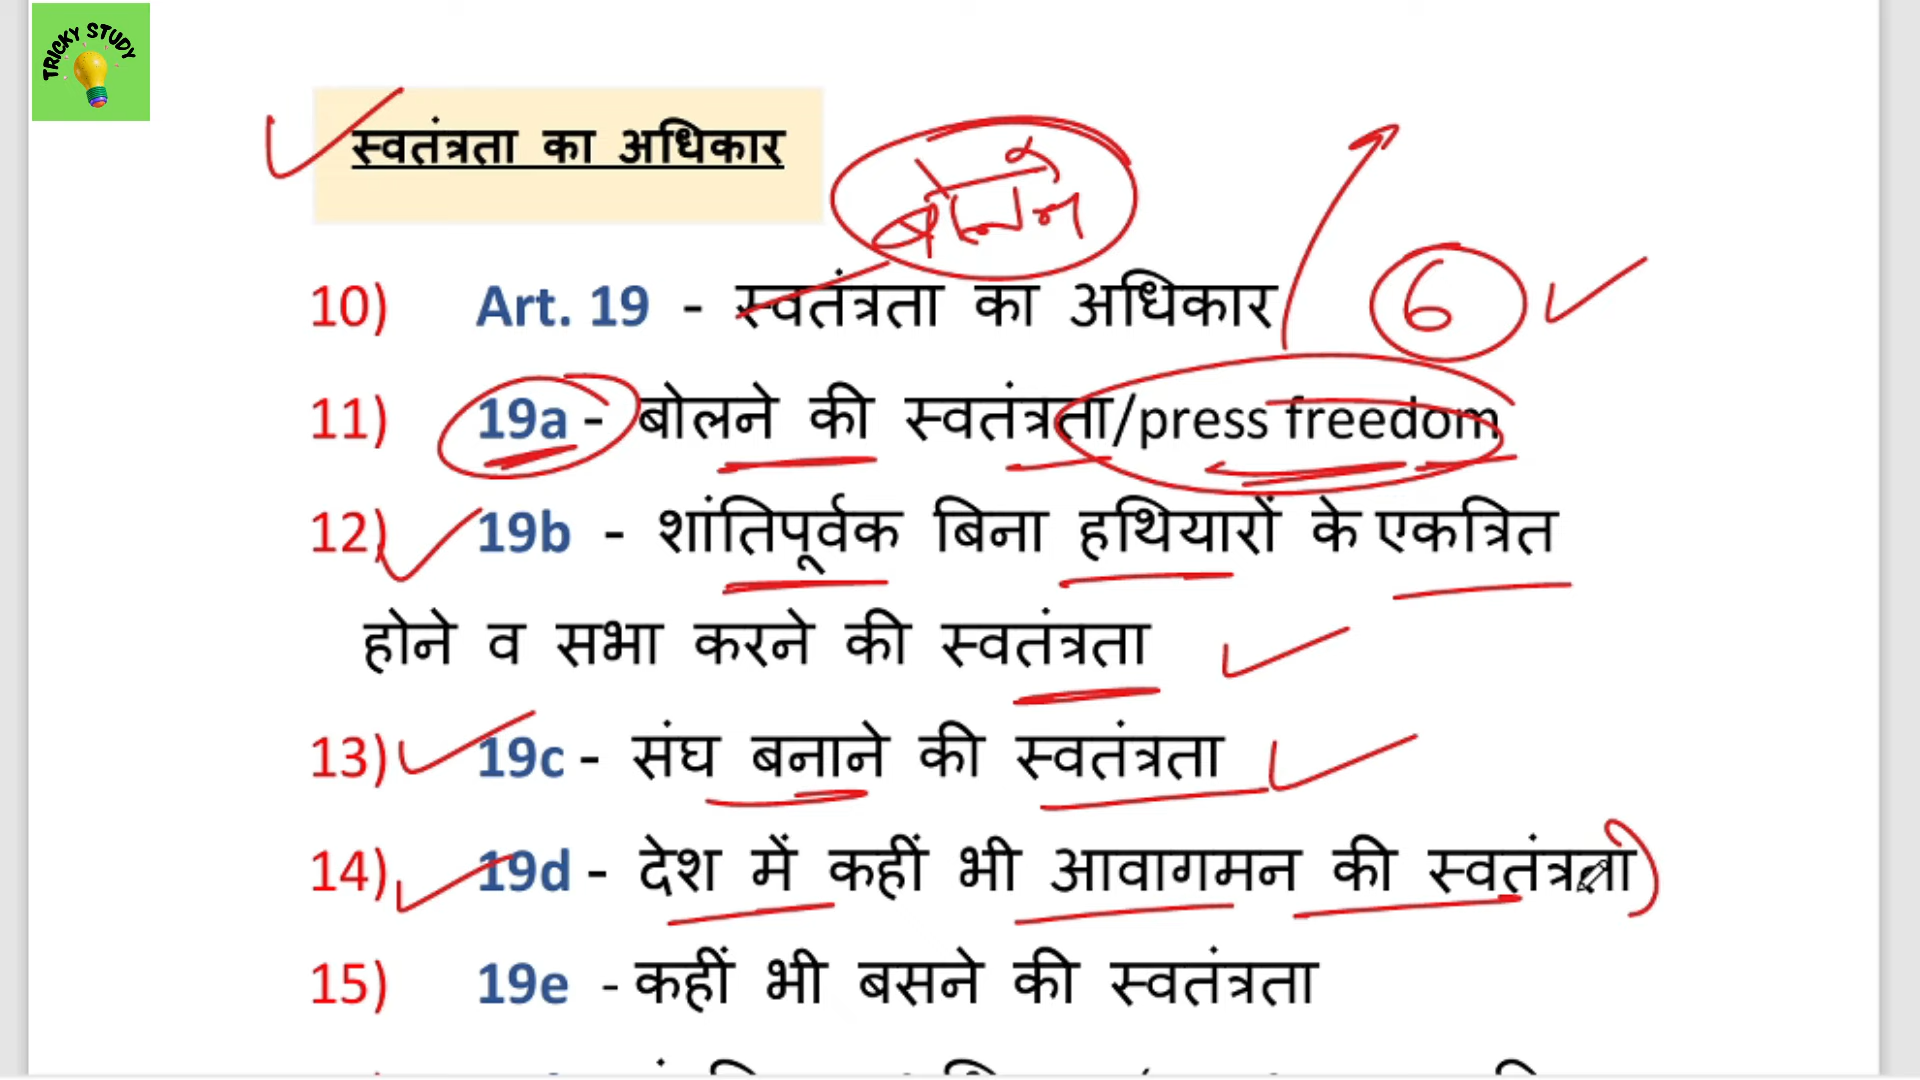 TRICKY STUDY
स्वतंत्रता का अधिकार
10) Art. 19 - स्वतंत्रता का अधिकार 6
11) 19a - बोलने की स्वतंत्रता/press freedom
12) 19b - शांतिपूर्वक बिना हथियारों के एकत्रित
होने व सभा करने की स्वतंत्रता
13) 19c - संघ बनाने की स्वतंत्रता
14) 19d - देश में कहीं भी आवागमन की स्वतंत्रता
15) 19e - कहीं भी बसने की स्वतंत्रता